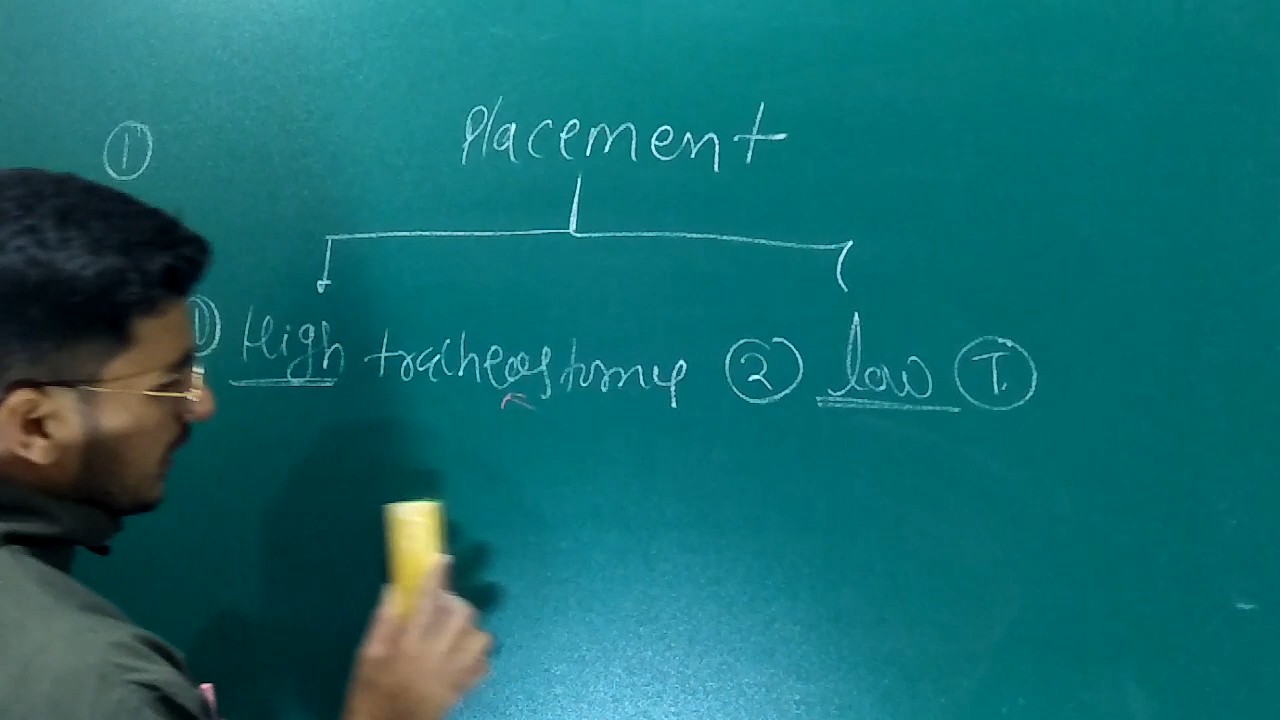 ①
Placement
① High tracheostomy ② low Ⓣ